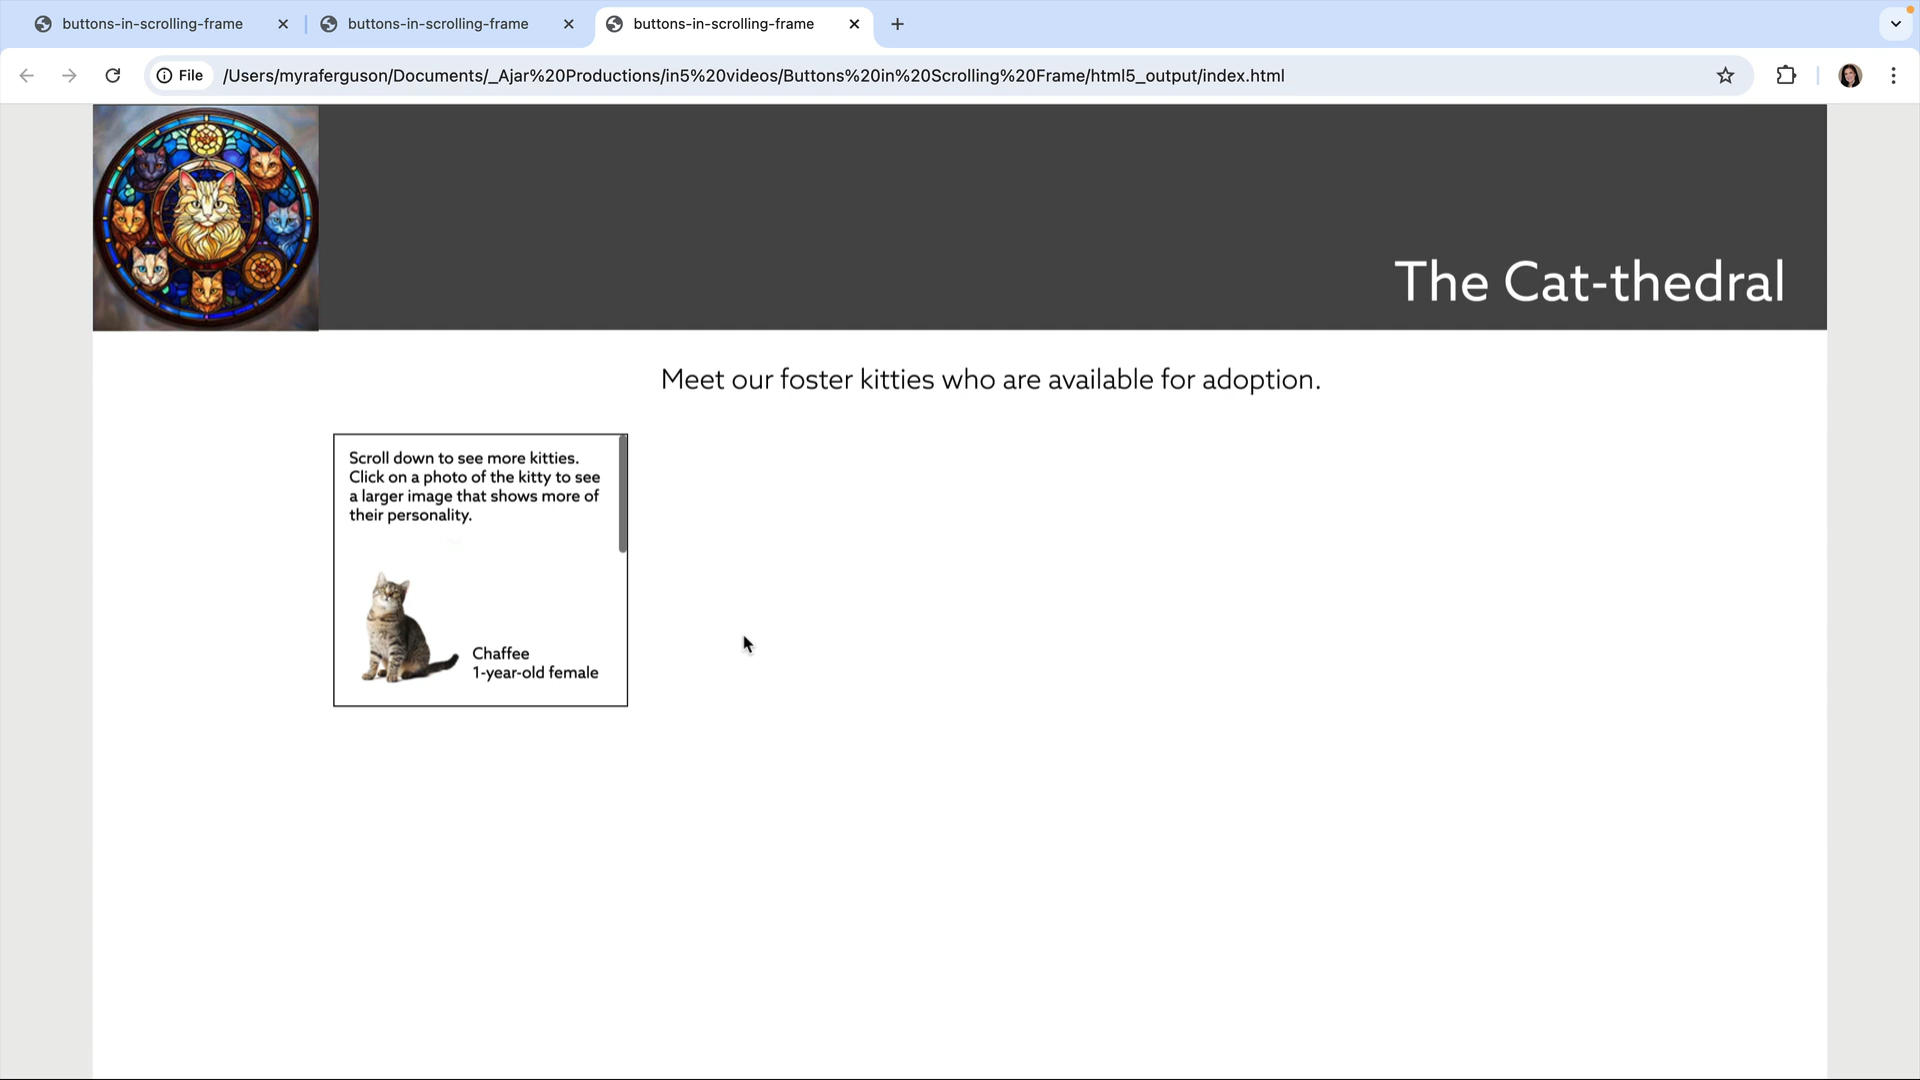 buttons-in-scrolling-frame
buttons-in-scrolling-frame
buttons-in-scrolling-frame
File
/Users/myraferguson/Documents/_Ajar%20Productions/in5%20videos/Buttons%20in%20Scrolling%20Frame/html5_output/index.html
The Cat-thedral
Meet our foster kitties who are available for adoption.
Scroll down to see more kitties.
Click on a photo of the kitty to see
a larger image that shows more of
their personality.
Chaffee
1-year-old female